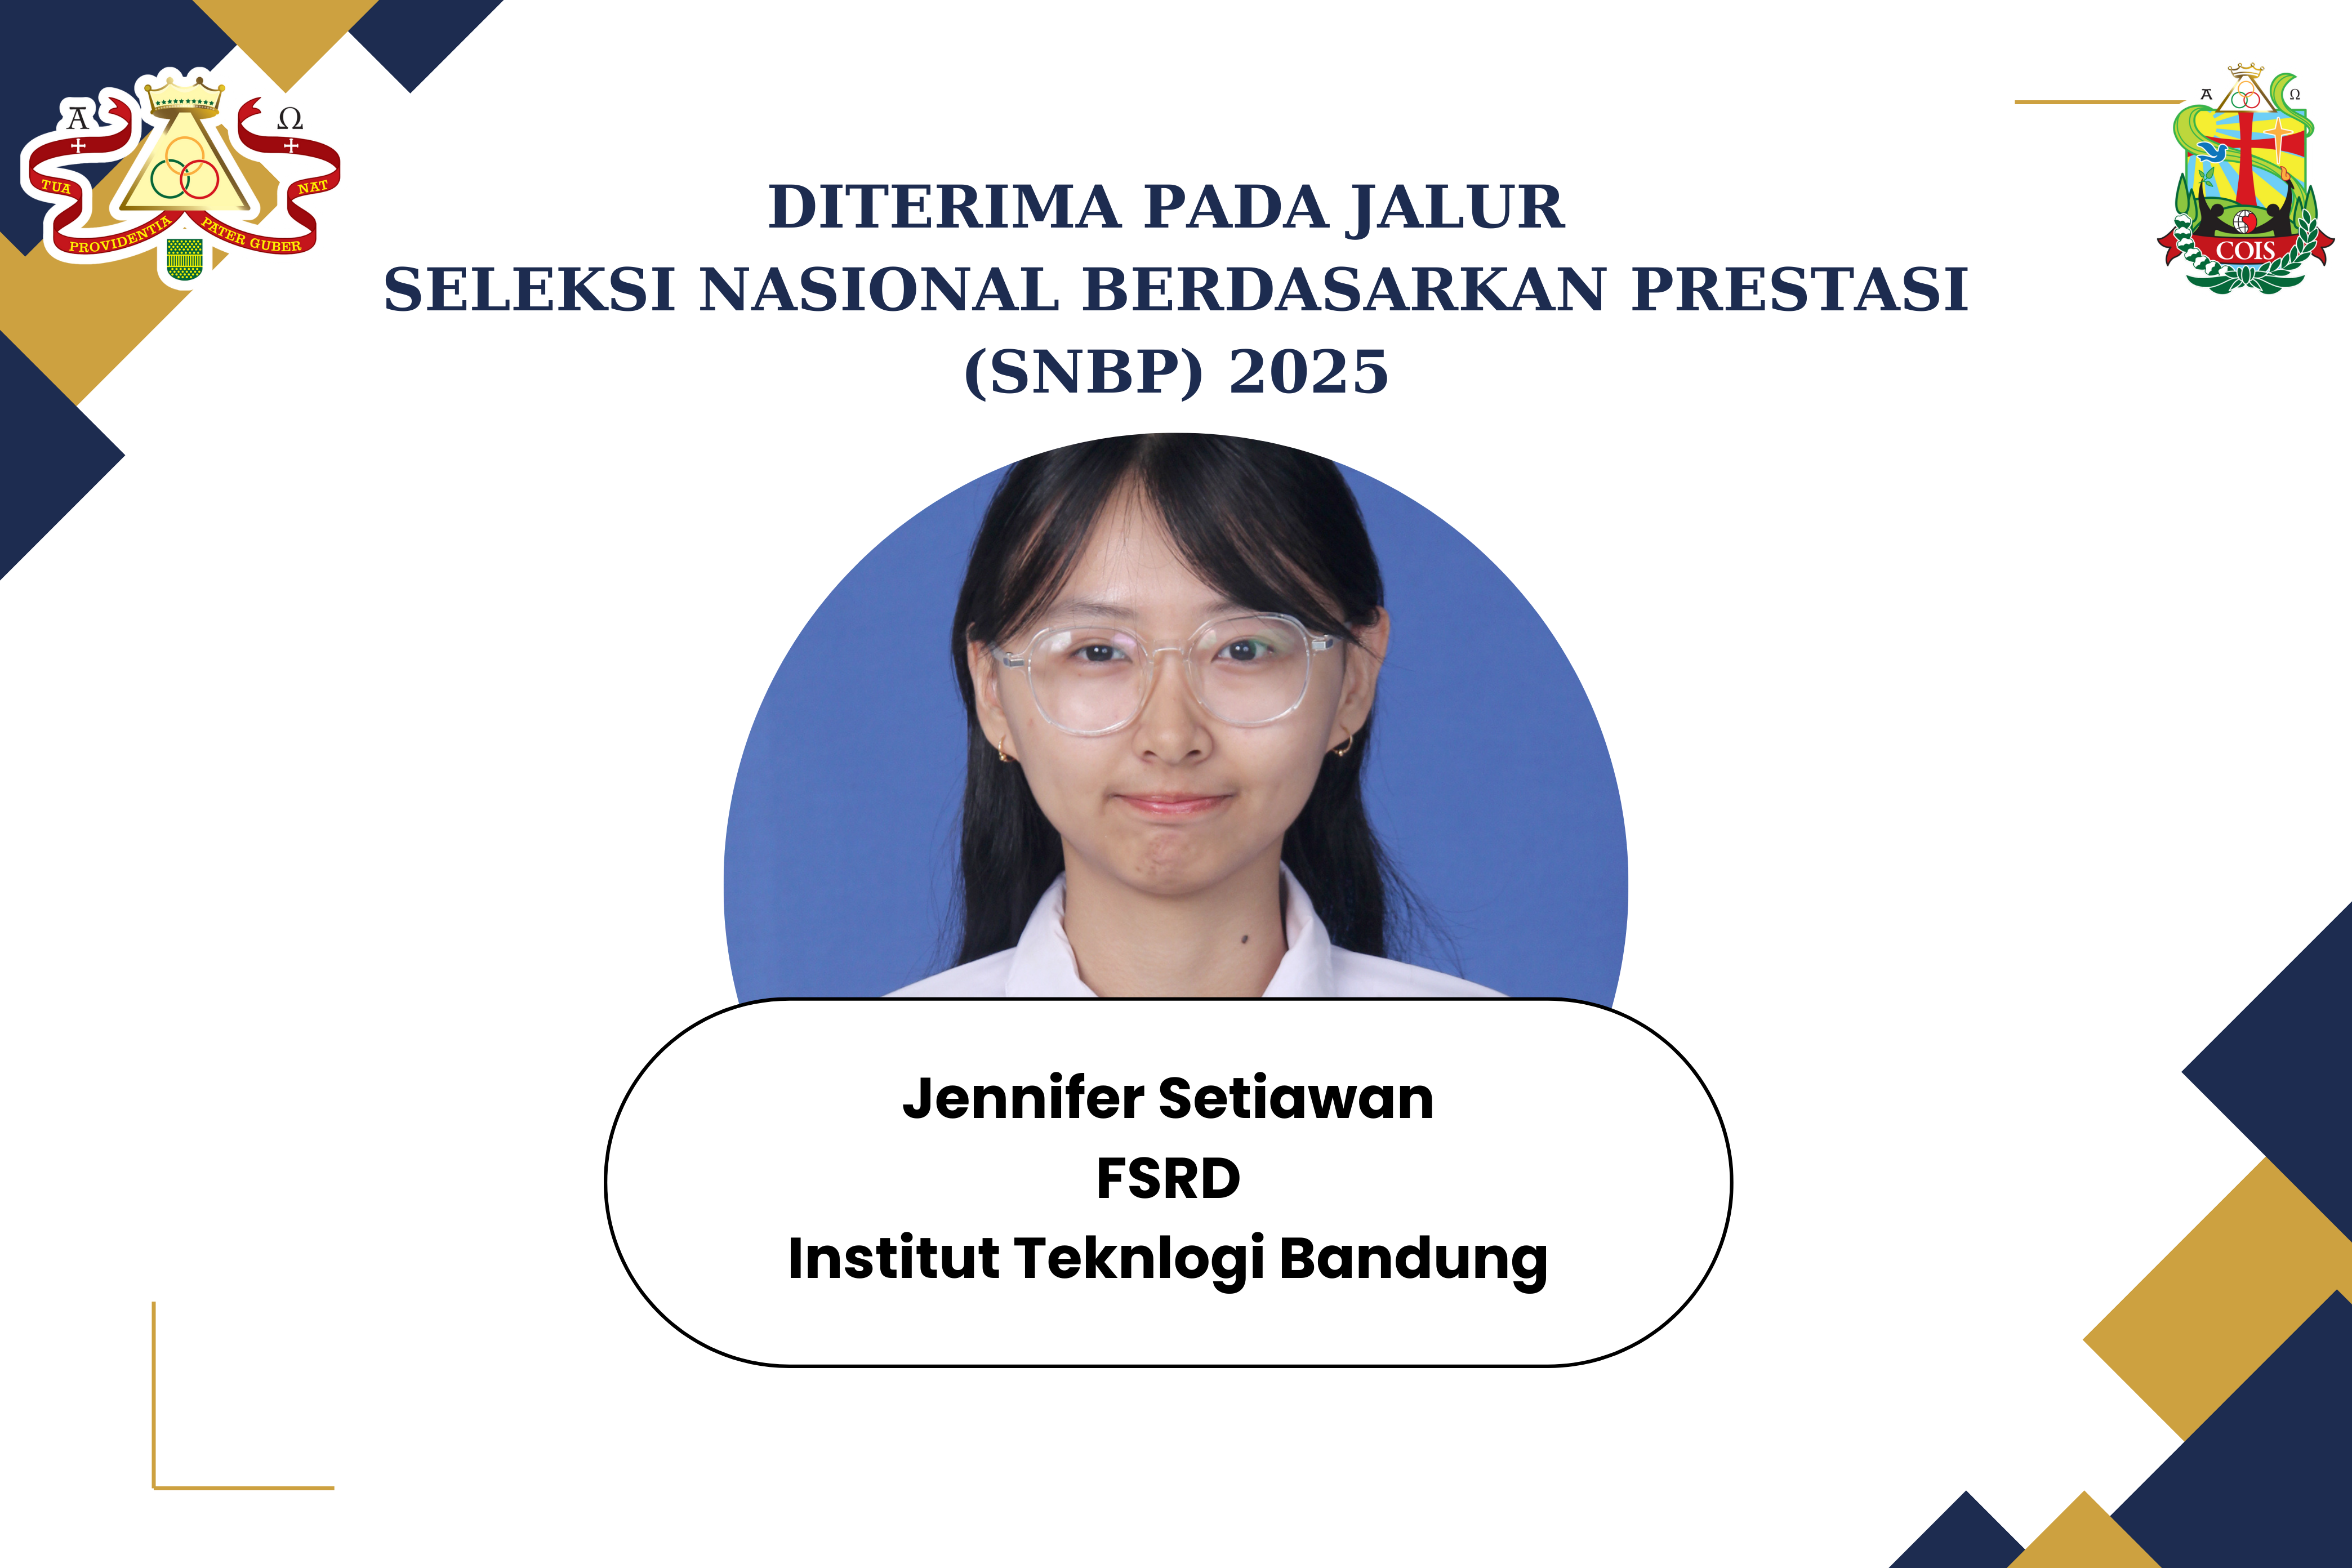 A Ω
TUA PROVIDENTIA PATER GUBER NAT
A Ω
COIS
DITERIMA PADA JALUR
SELEKSI NASIONAL BERDASARKAN PRESTASI
(SNBP) 2025
Jennifer Setiawan
FSRD
Institut Teknlogi Bandung